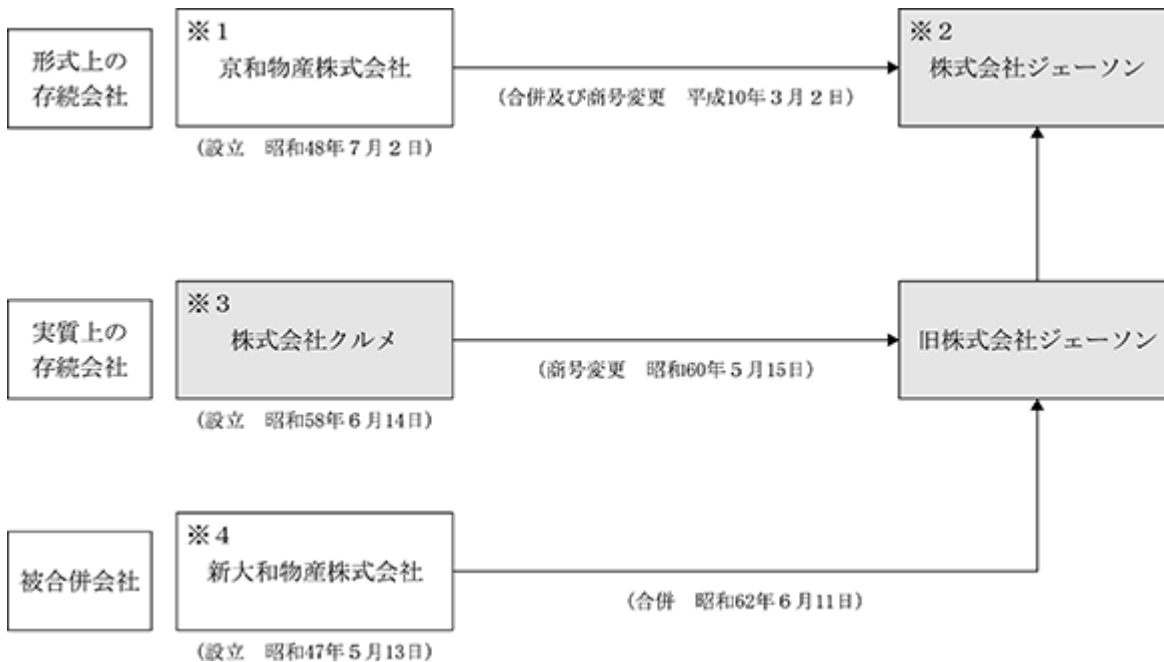 形式上の
存続会社
※1
京和物産株式会社
(設立 昭和48年7月2日)
(合併及び商号変更 平成10年3月2日)
※2
株式会社ジェーソン
実質上の
存続会社
※3
株式会社クルメ
(設立 昭和58年6月14日)
(商号変更 昭和60年5月15日)
旧株式会社ジェーソン
被合併会社
※4
新大和物産株式会社
(設立 昭和47年5月13日)
(合併 昭和62年6月11日)